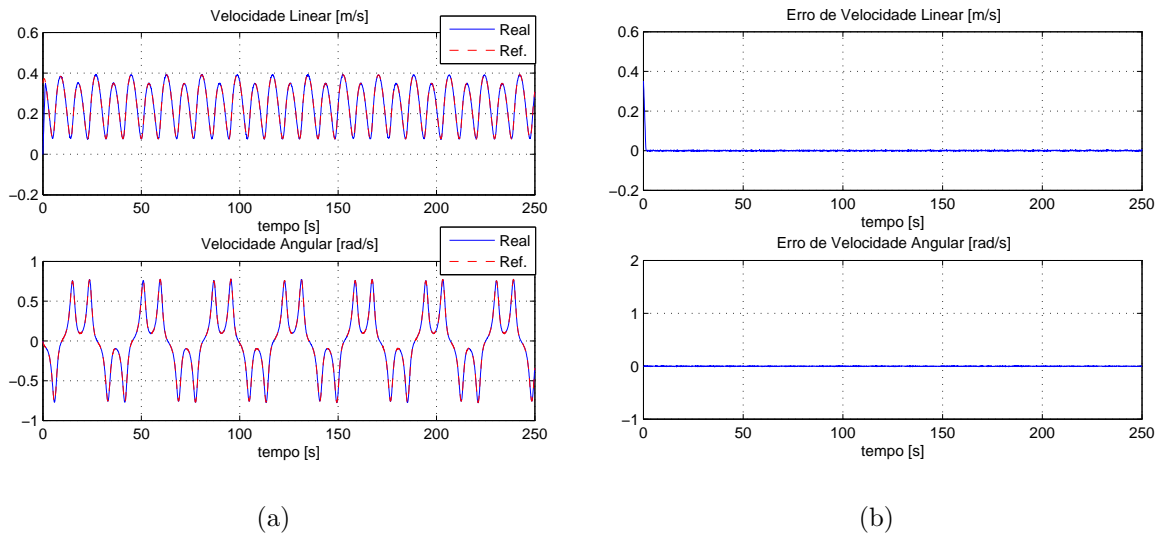 Velocidade Linear [m/s]
Real
Ref.
0.6
0.4
0.2
0
−0.2
0 50 100 150 200 250
tempo [s]
Velocidade Angular [rad/s]
Real
Ref.
1
0.5
0
−0.5
−1
0 50 100 150 200 250
tempo [s]
(a)
Erro de Velocidade Linear [m/s]
0.6
0.4
0.2
0
−0.2
0 50 100 150 200 250
tempo [s]
Erro de Velocidade Angular [rad/s]
2
1
0
−1
0 50 100 150 200 250
tempo [s]
(b)